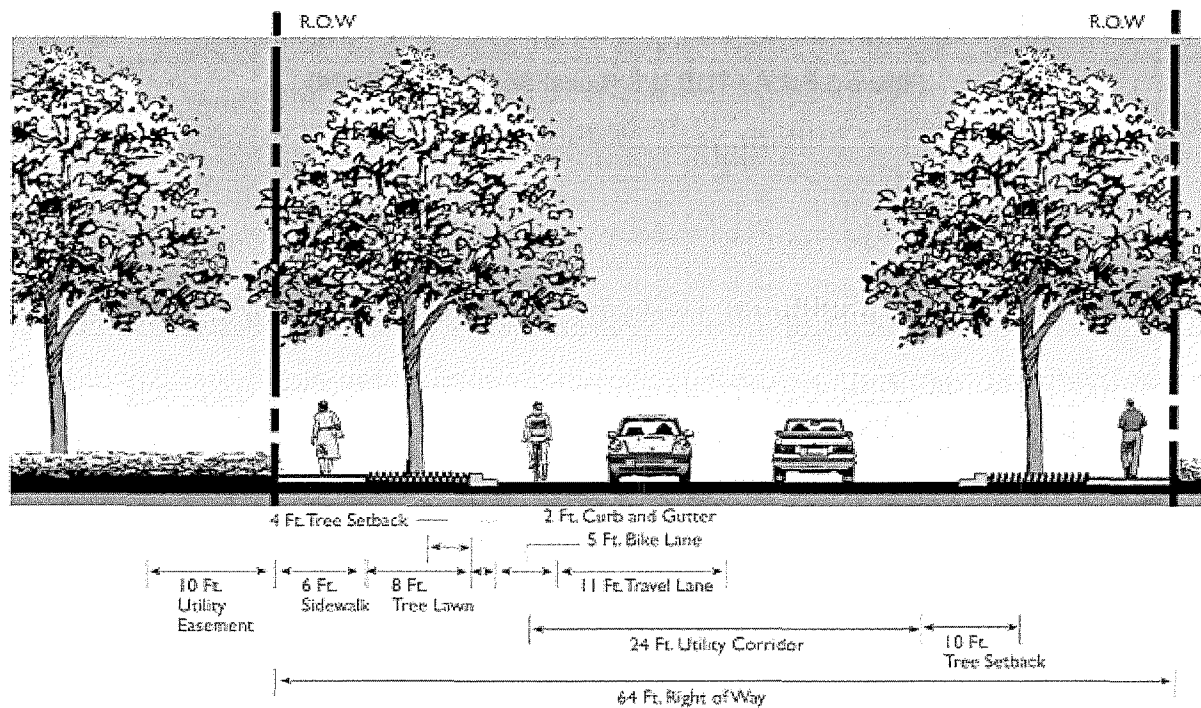 R.O.W
R.O.W
4 Ft. Tree Setback
2 Ft. Curb and Gutter
5 Ft. Bike Lane
10 Ft.
Utility
Easement
6 Ft.
Sidewalk
8 Ft.
Tree Lawn
11 Ft. Travel Lane
24 Ft. Utility Corridor
10 Ft.
Tree Setback
64 Ft. Right of Way